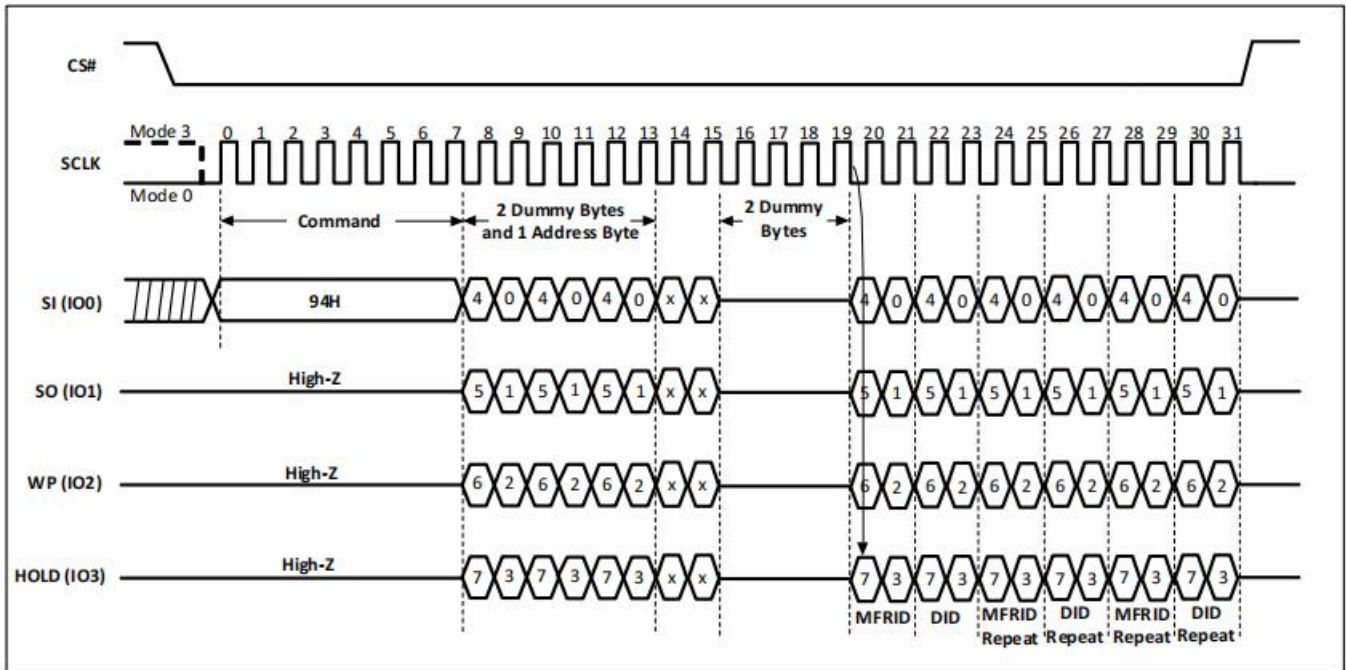 CS#
Mode 3
0 1 2 3 4 5 6 7 8 9 10 11 12 13 14 15 16 17 18 19 20 21 22 23 24 25 26 27 28 29 30 31
SCLK
Mode 0
Command
2 Dummy Bytes
and 1 Address Byte
2 Dummy
Bytes
SI (IO0)
94H
4 0 4 0 4 0 x x
4 0 4 0 4 0 4 0 4 0 4 0
SO (IO1)
High-Z
5 1 5 1 5 1 x x
5 1 5 1 5 1 5 1 5 1 5 1
WP (IO2)
High-Z
6 2 6 2 6 2 x x
6 2 6 2 6 2 6 2 6 2 6 2
HOLD (IO3)
High-Z
7 3 7 3 7 3 x x
7 3 7 3 7 3 7 3 7 3 7 3
MFRID DID MFRID DID MFRID DID
Repeat Repeat Repeat Repeat